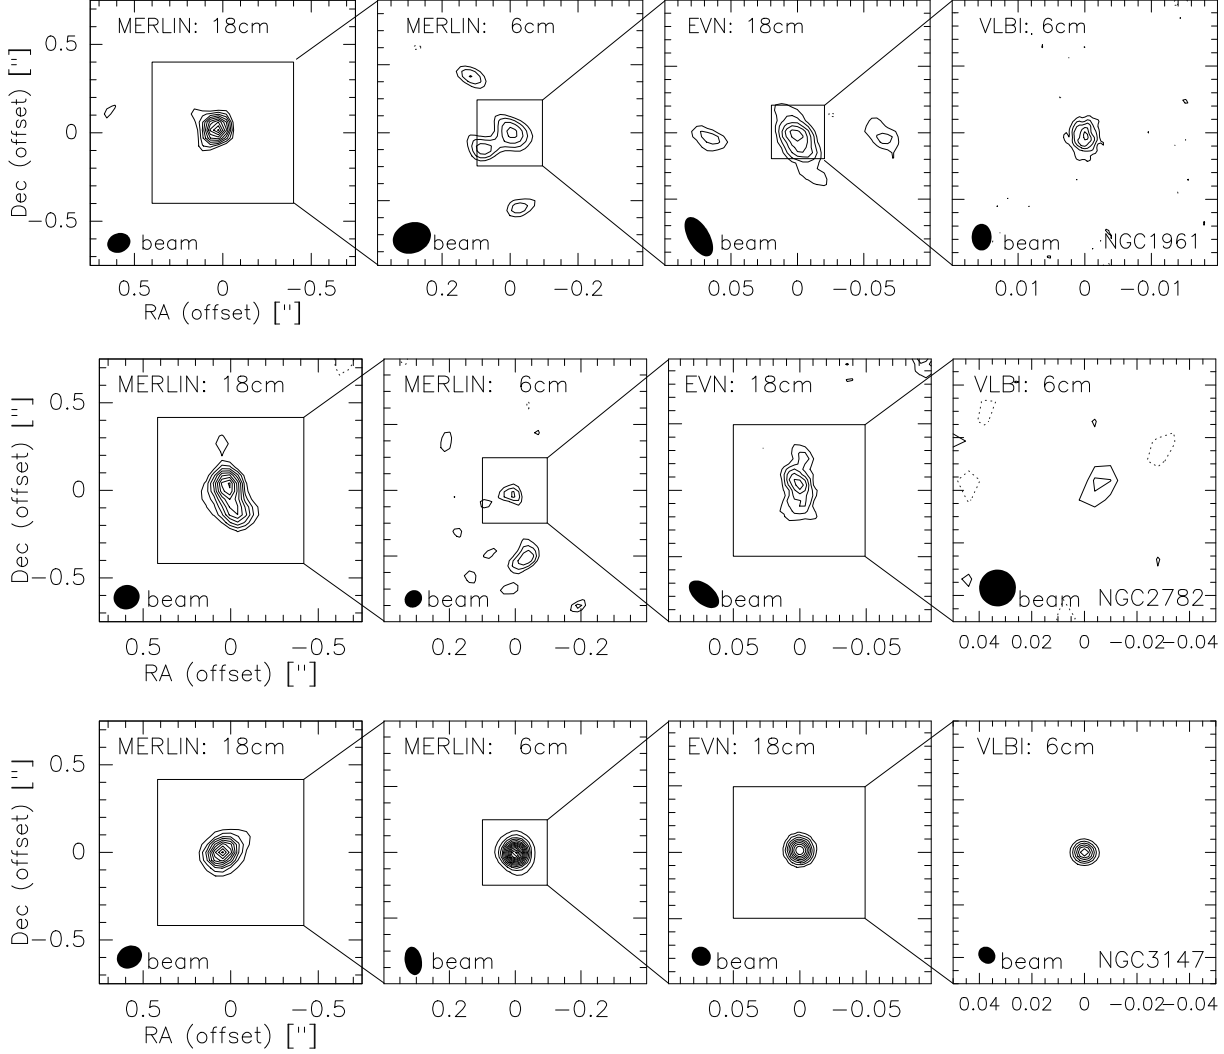 MERLIN: 18cm
MERLIN: 6cm
EVN: 18cm
VLBI: 6cm
Dec (offset) ["]
0.5
0
−0.5
beam
beam
beam
beam
NGC1961
0.5 0 −0.5
0.2 0 −0.2
0.05 0 −0.05
0.01 0 −0.01
RA (offset) ["]
MERLIN: 18cm
MERLIN: 6cm
EVN: 18cm
VLBI: 6cm
Dec (offset) ["]
0.5
0
−0.5
beam
beam
beam
beam
NGC2782
0.5 0 −0.5
0.2 0 −0.2
0.05 0 −0.05
0.04 0.02 0 −0.02 −0.04
RA (offset) ["]
MERLIN: 18cm
MERLIN: 6cm
EVN: 18cm
VLBI: 6cm
Dec (offset) ["]
0.5
0
−0.5
beam
beam
beam
beam
NGC3147
0.5 0 −0.5
0.2 0 −0.2
0.05 0 −0.05
0.04 0.02 0 −0.02 −0.04
RA (offset) ["]